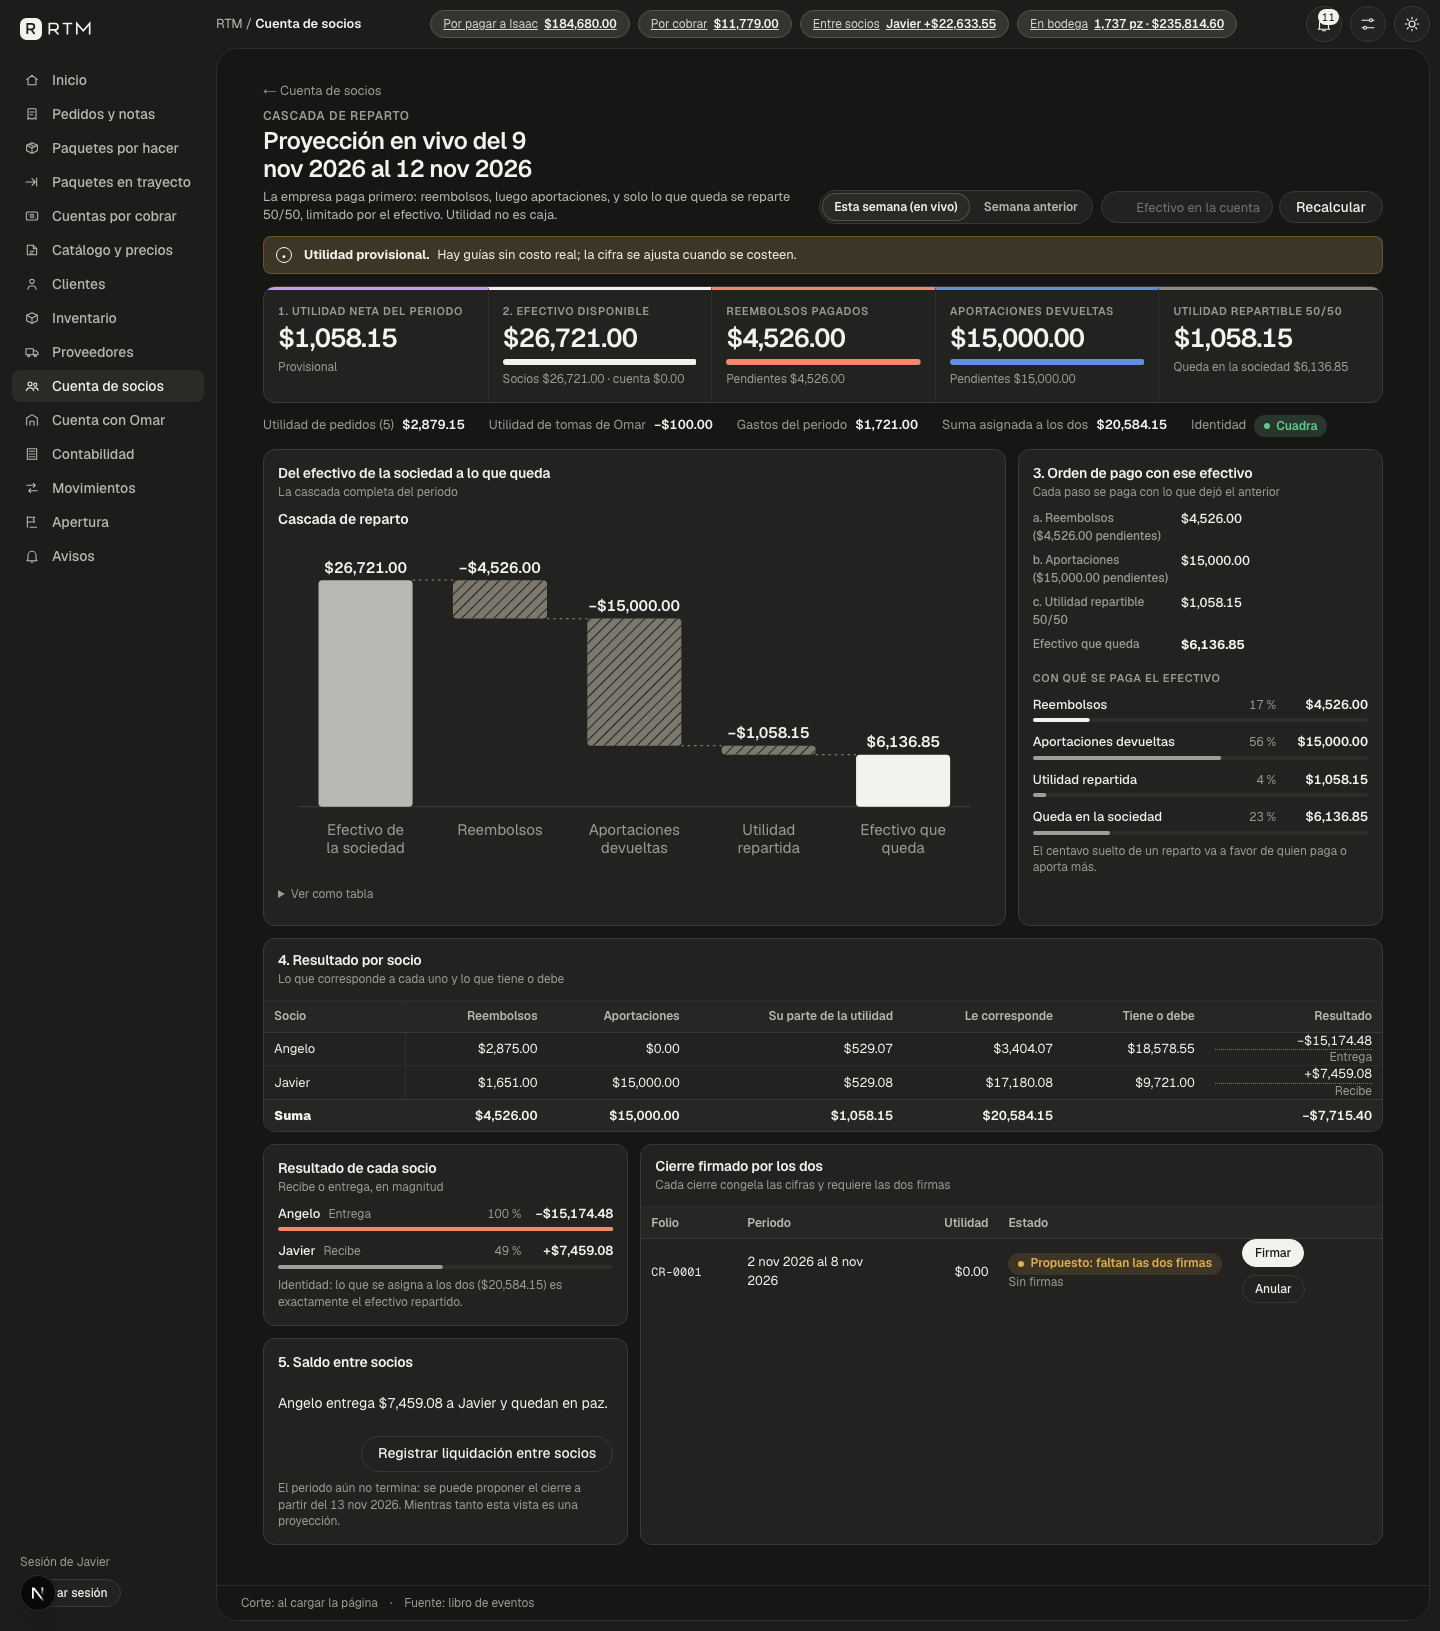 R RTM
RTM / Cuenta de socios
Por pagar a Isaac $184,680.00
Por cobrar $11,779.00
Entre socios Javier +$22,633.55
En bodega 1,737 pz · $235,814.60
11
Inicio
Pedidos y notas
Paquetes por hacer
Paquetes en trayecto
Cuentas por cobrar
Catálogo y precios
Clientes
Inventario
Proveedores
Cuenta de socios
Cuenta con Omar
Contabilidad
Movimientos
Apertura
Avisos
Sesión de Javier
N ar sesión
← Cuenta de socios
CASCADA DE REPARTO
Proyección en vivo del 9
nov 2026 al 12 nov 2026
La empresa paga primero: reembolsos, luego aportaciones, y solo lo que queda se reparte
50/50, limitado por el efectivo. Utilidad no es caja.
Esta semana (en vivo) Semana anterior
Efectivo en la cuenta
Recalcular
Utilidad provisional. Hay guías sin costo real; la cifra se ajusta cuando se costeen.
1. UTILIDAD NETA DEL PERIODO
$1,058.15
Provisional
2. EFECTIVO DISPONIBLE
$26,721.00
Socios $26,721.00 · cuenta $0.00
REEMBOLSOS PAGADOS
$4,526.00
Pendientes $4,526.00
APORTACIONES DEVUELTAS
$15,000.00
Pendientes $15,000.00
UTILIDAD REPARTIBLE 50/50
$1,058.15
Queda en la sociedad $6,136.85
Utilidad de pedidos (5) $2,879.15
Utilidad de tomas de Omar −$100.00
Gastos del periodo $1,721.00
Suma asignada a los dos $20,584.15
Identidad Cuadra
Del efectivo de la sociedad a lo que queda
La cascada completa del periodo
Cascada de reparto
$26,721.00
−$4,526.00
−$15,000.00
−$1,058.15
$6,136.85
Efectivo de
la sociedad
Reembolsos
Aportaciones
devueltas
Utilidad
repartida
Efectivo que
queda
▶ Ver como tabla
3. Orden de pago con ese efectivo
Cada paso se paga con lo que dejó el anterior
a. Reembolsos
($4,526.00 pendientes)
$4,526.00
b. Aportaciones
($15,000.00 pendientes)
$15,000.00
c. Utilidad repartible
50/50
$1,058.15
Efectivo que queda $6,136.85
CON QUÉ SE PAGA EL EFECTIVO
Reembolsos 17 % $4,526.00
Aportaciones devueltas 56 % $15,000.00
Utilidad repartida 4 % $1,058.15
Queda en la sociedad 23 % $6,136.85
El centavo suelto de un reparto va a favor de quien paga o
aporta más.
4. Resultado por socio
Lo que corresponde a cada uno y lo que tiene o debe
Socio Reembolsos Aportaciones Su parte de la utilidad Le corresponde Tiene o debe Resultado
Angelo $2,875.00 $0.00 $529.07 $3,404.07 $18,578.55 −$15,174.48
Entrega
Javier $1,651.00 $15,000.00 $529.08 $17,180.08 $9,721.00 +$7,459.08
Recibe
Suma $4,526.00 $15,000.00 $1,058.15 $20,584.15 −$7,715.40
Resultado de cada socio
Recibe o entrega, en magnitud
Angelo Entrega 100 % −$15,174.48
Javier Recibe 49 % +$7,459.08
Identidad: lo que se asigna a los dos ($20,584.15) es
exactamente el efectivo repartido.
Cierre firmado por los dos
Cada cierre congela las cifras y requiere las dos firmas
Folio Periodo Utilidad Estado
CR-0001
2 nov 2026 al 8 nov
2026
$0.00
Propuesto: faltan las dos firmas
Sin firmas
Firmar
Anular
5. Saldo entre socios
Angelo entrega $7,459.08 a Javier y quedan en paz.
Registrar liquidación entre socios
El periodo aún no termina: se puede proponer el cierre a
partir del 13 nov 2026. Mientras tanto esta vista es una
proyección.
Corte: al cargar la página · Fuente: libro de eventos